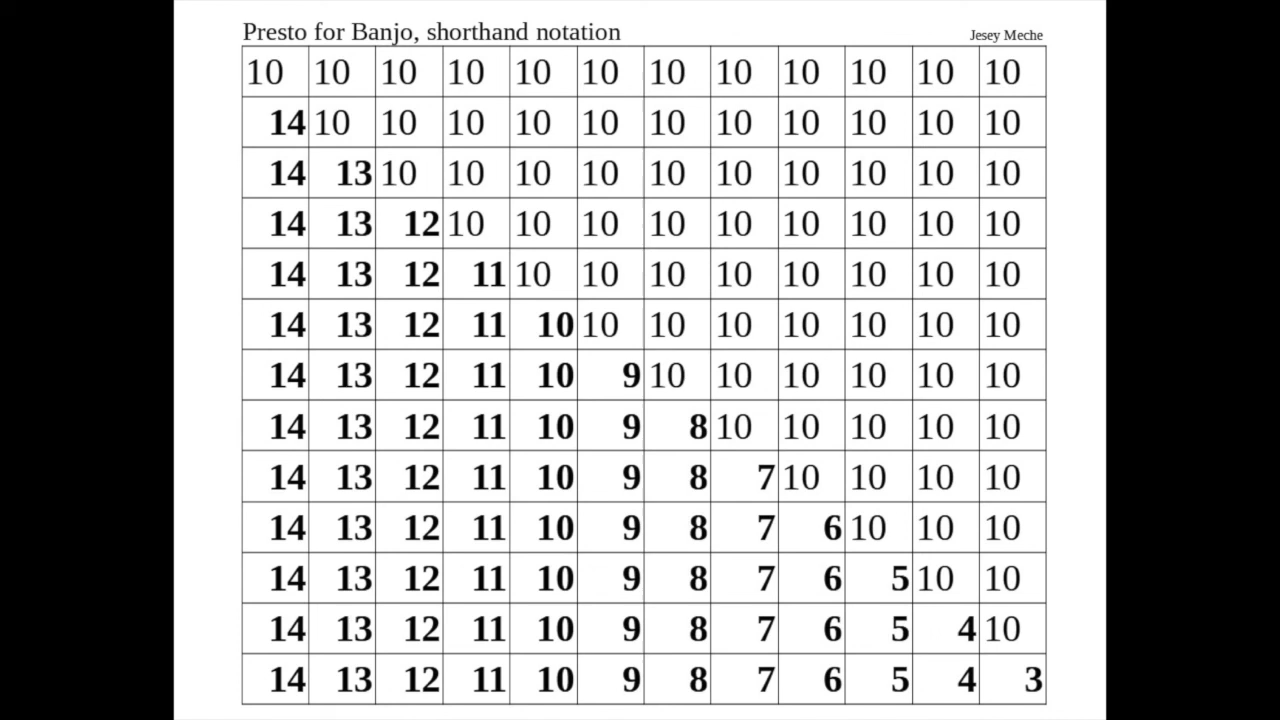 Presto for Banjo, shorthand notation Jesey Meche
10 10 10 10 10 10 10 10 10 10 10 10
14 10 10 10 10 10 10 10 10 10 10 10
14 13 10 10 10 10 10 10 10 10 10 10
14 13 12 10 10 10 10 10 10 10 10 10
14 13 12 11 10 10 10 10 10 10 10 10
14 13 12 11 10 10 10 10 10 10 10 10
14 13 12 11 10 9 10 10 10 10 10 10
14 13 12 11 10 9 8 10 10 10 10 10
14 13 12 11 10 9 8 7 10 10 10 10
14 13 12 11 10 9 8 7 6 10 10 10
14 13 12 11 10 9 8 7 6 5 10 10
14 13 12 11 10 9 8 7 6 5 4 10
14 13 12 11 10 9 8 7 6 5 4 3